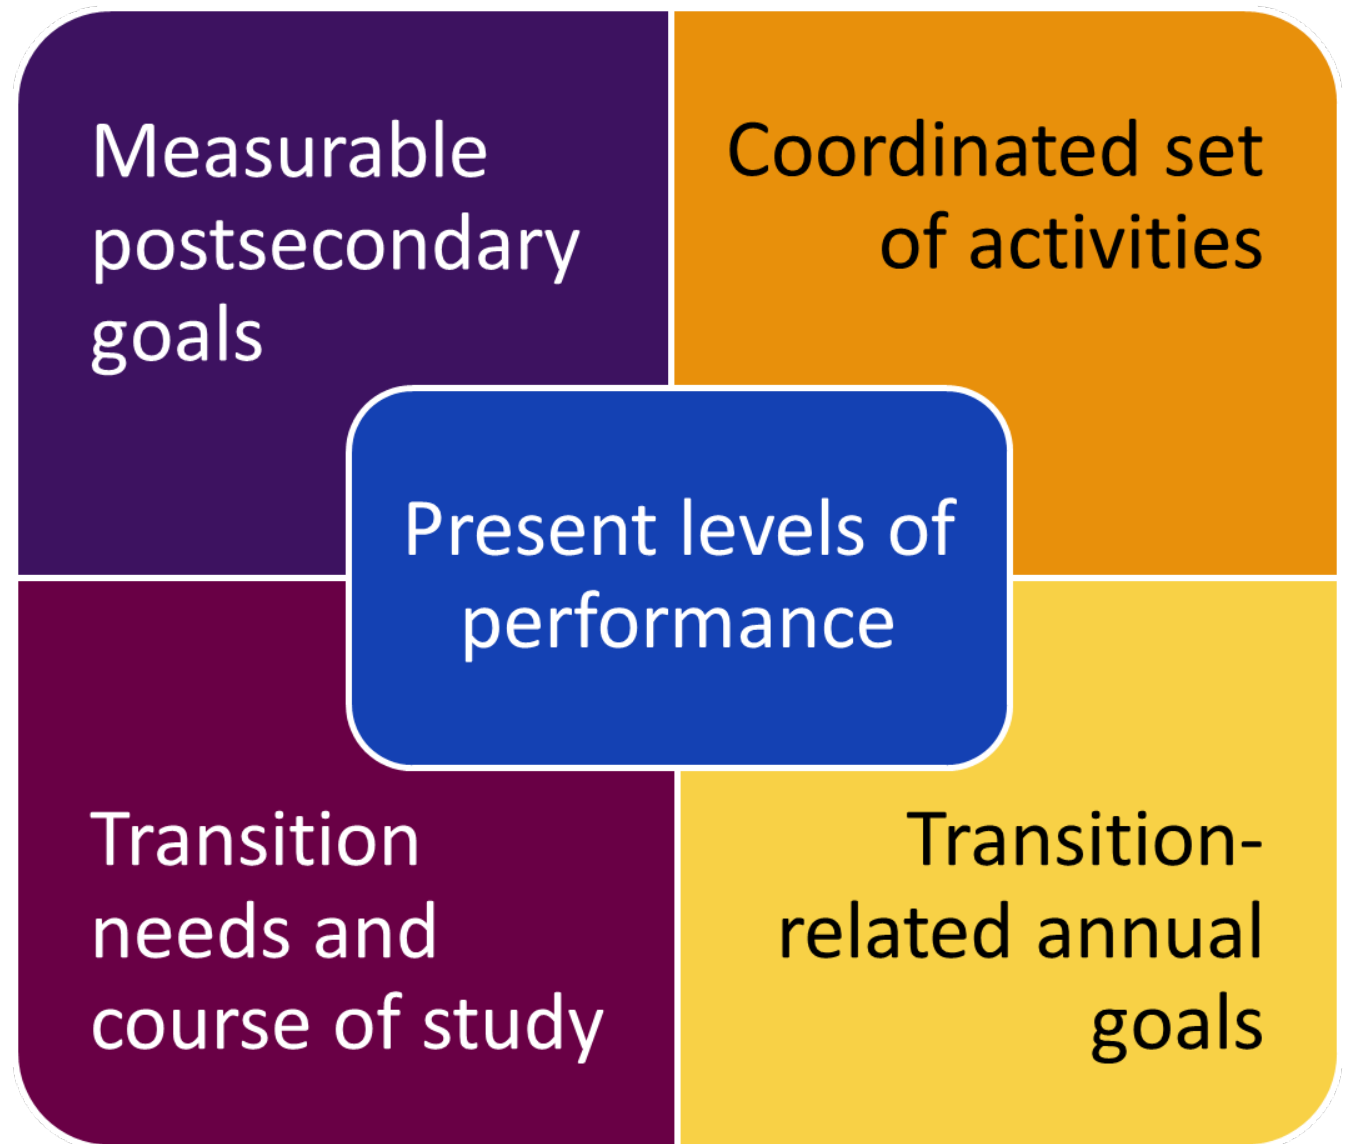 Measurable
postsecondary
goals
Coordinated set
of activities
Present levels of
performance
Transition
needs and
course of study
Transition-
related annual
goals